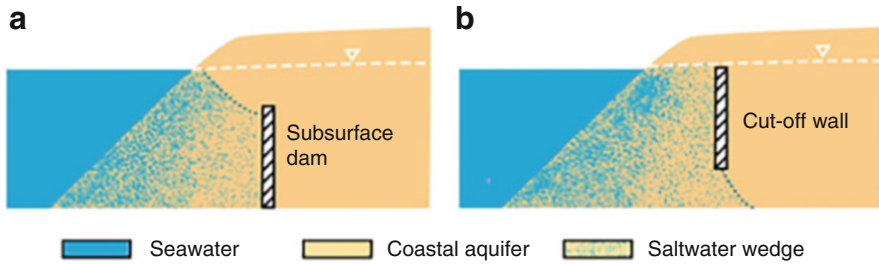 a
b
Subsurface
dam
Cut-off wall
Seawater
Coastal aquifer
Saltwater wedge